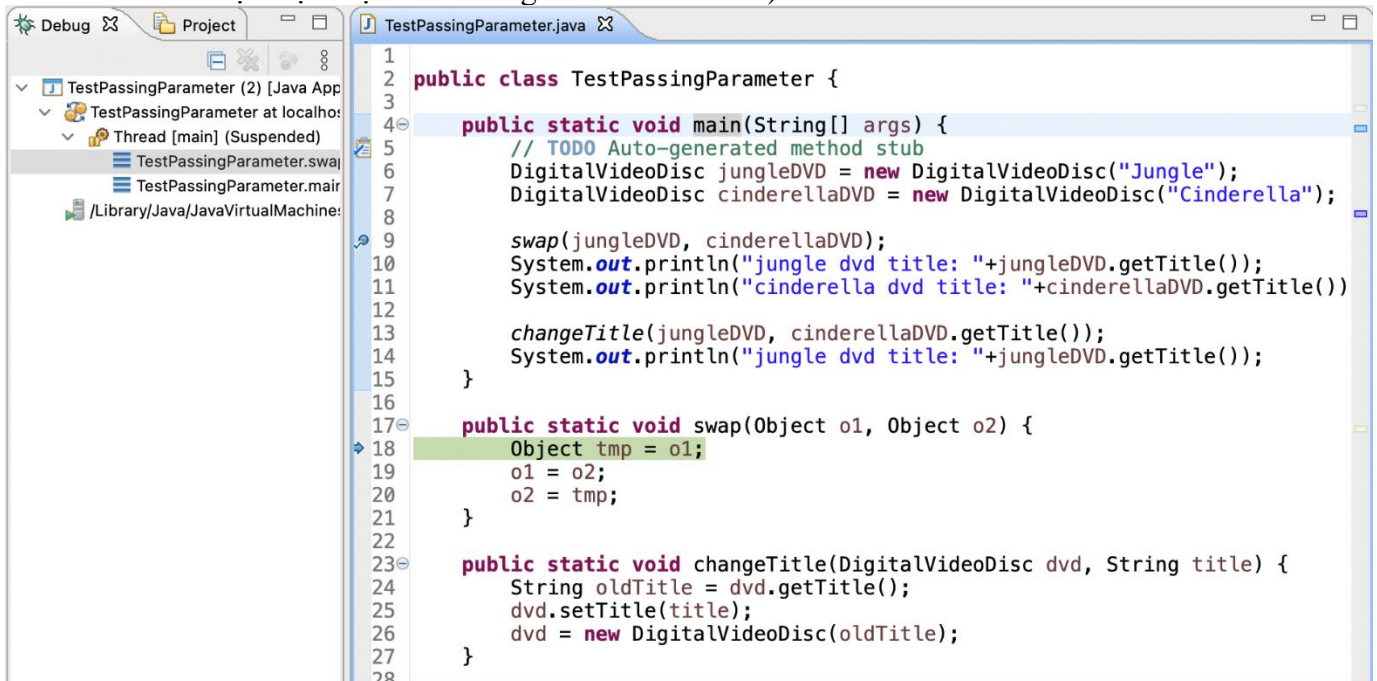 Debug
Project
TestPassingParameter (2) [Java App
TestPassingParameter at localhos
Thread [main] (Suspended)
TestPassingParameter.swap
TestPassingParameter.main
/Library/Java/JavaVirtualMachines
TestPassingParameter.java
1
2 public class TestPassingParameter {
3
4 public static void main(String[] args) {
5 // TODO Auto-generated method stub
6 DigitalVideoDisc jungleDVD = new DigitalVideoDisc("Jungle");
7 DigitalVideoDisc cinderellaDVD = new DigitalVideoDisc("Cinderella");
8
9 swap(jungleDVD, cinderellaDVD);
10 System.out.println("jungle dvd title: "+jungleDVD.getTitle());
11 System.out.println("cinderella dvd title: "+cinderellaDVD.getTitle())
12
13 changeTitle(jungleDVD, cinderellaDVD.getTitle());
14 System.out.println("jungle dvd title: "+jungleDVD.getTitle());
15 }
16
17 public static void swap(Object o1, Object o2) {
18 Object tmp = o1;
19 o1 = o2;
20 o2 = tmp;
21 }
22
23 public static void changeTitle(DigitalVideoDisc dvd, String title) {
24 String oldTitle = dvd.getTitle();
25 dvd.setTitle(title);
26 dvd = new DigitalVideoDisc(oldTitle);
27 }
28